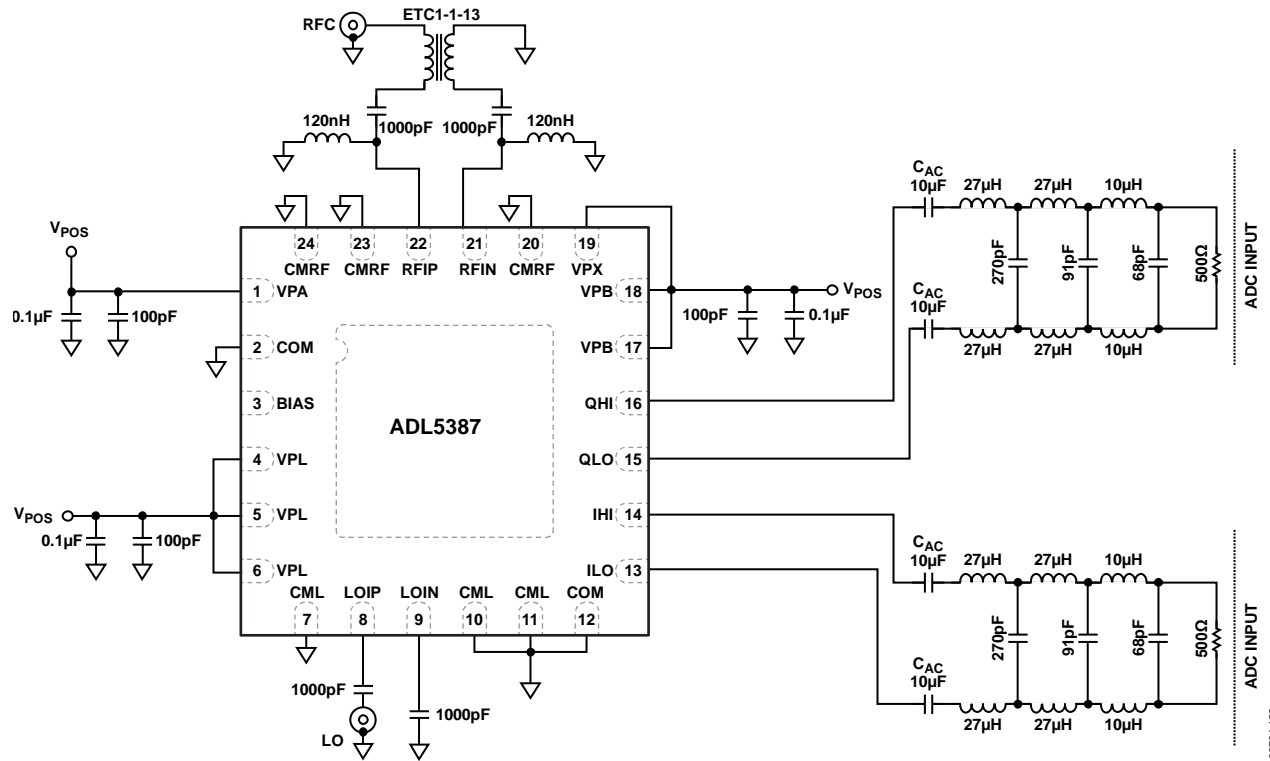 ETC1-1-13
RFC
120nH
1000pF
1000pF
120nH
VPOS
0.1µF
100pF
24
CMRF
23
CMRF
22
RFIP
21
RFIN
20
CMRF
19
VPX
1 VPA
2 COM
3 BIAS
4 VPL
5 VPL
6 VPL
ADL5387
VPB 18
VPB 17
QHI 16
QLO 15
IHI 14
ILO 13
100pF
0.1µF
VPOS
VPOS
0.1µF
100pF
CML
7
LOIP
8
LOIN
9
CML
10
CML
11
COM
12
1000pF
LO
1000pF
CAC
10µF
27µH
27µH
10µH
270pF
91pF
68pF
500Ω
ADC INPUT
CAC
10µF
27µH
27µH
10µH
CAC
10µF
27µH
27µH
10µH
270pF
91pF
68pF
500Ω
ADC INPUT
CAC
10µF
27µH
27µH
10µH